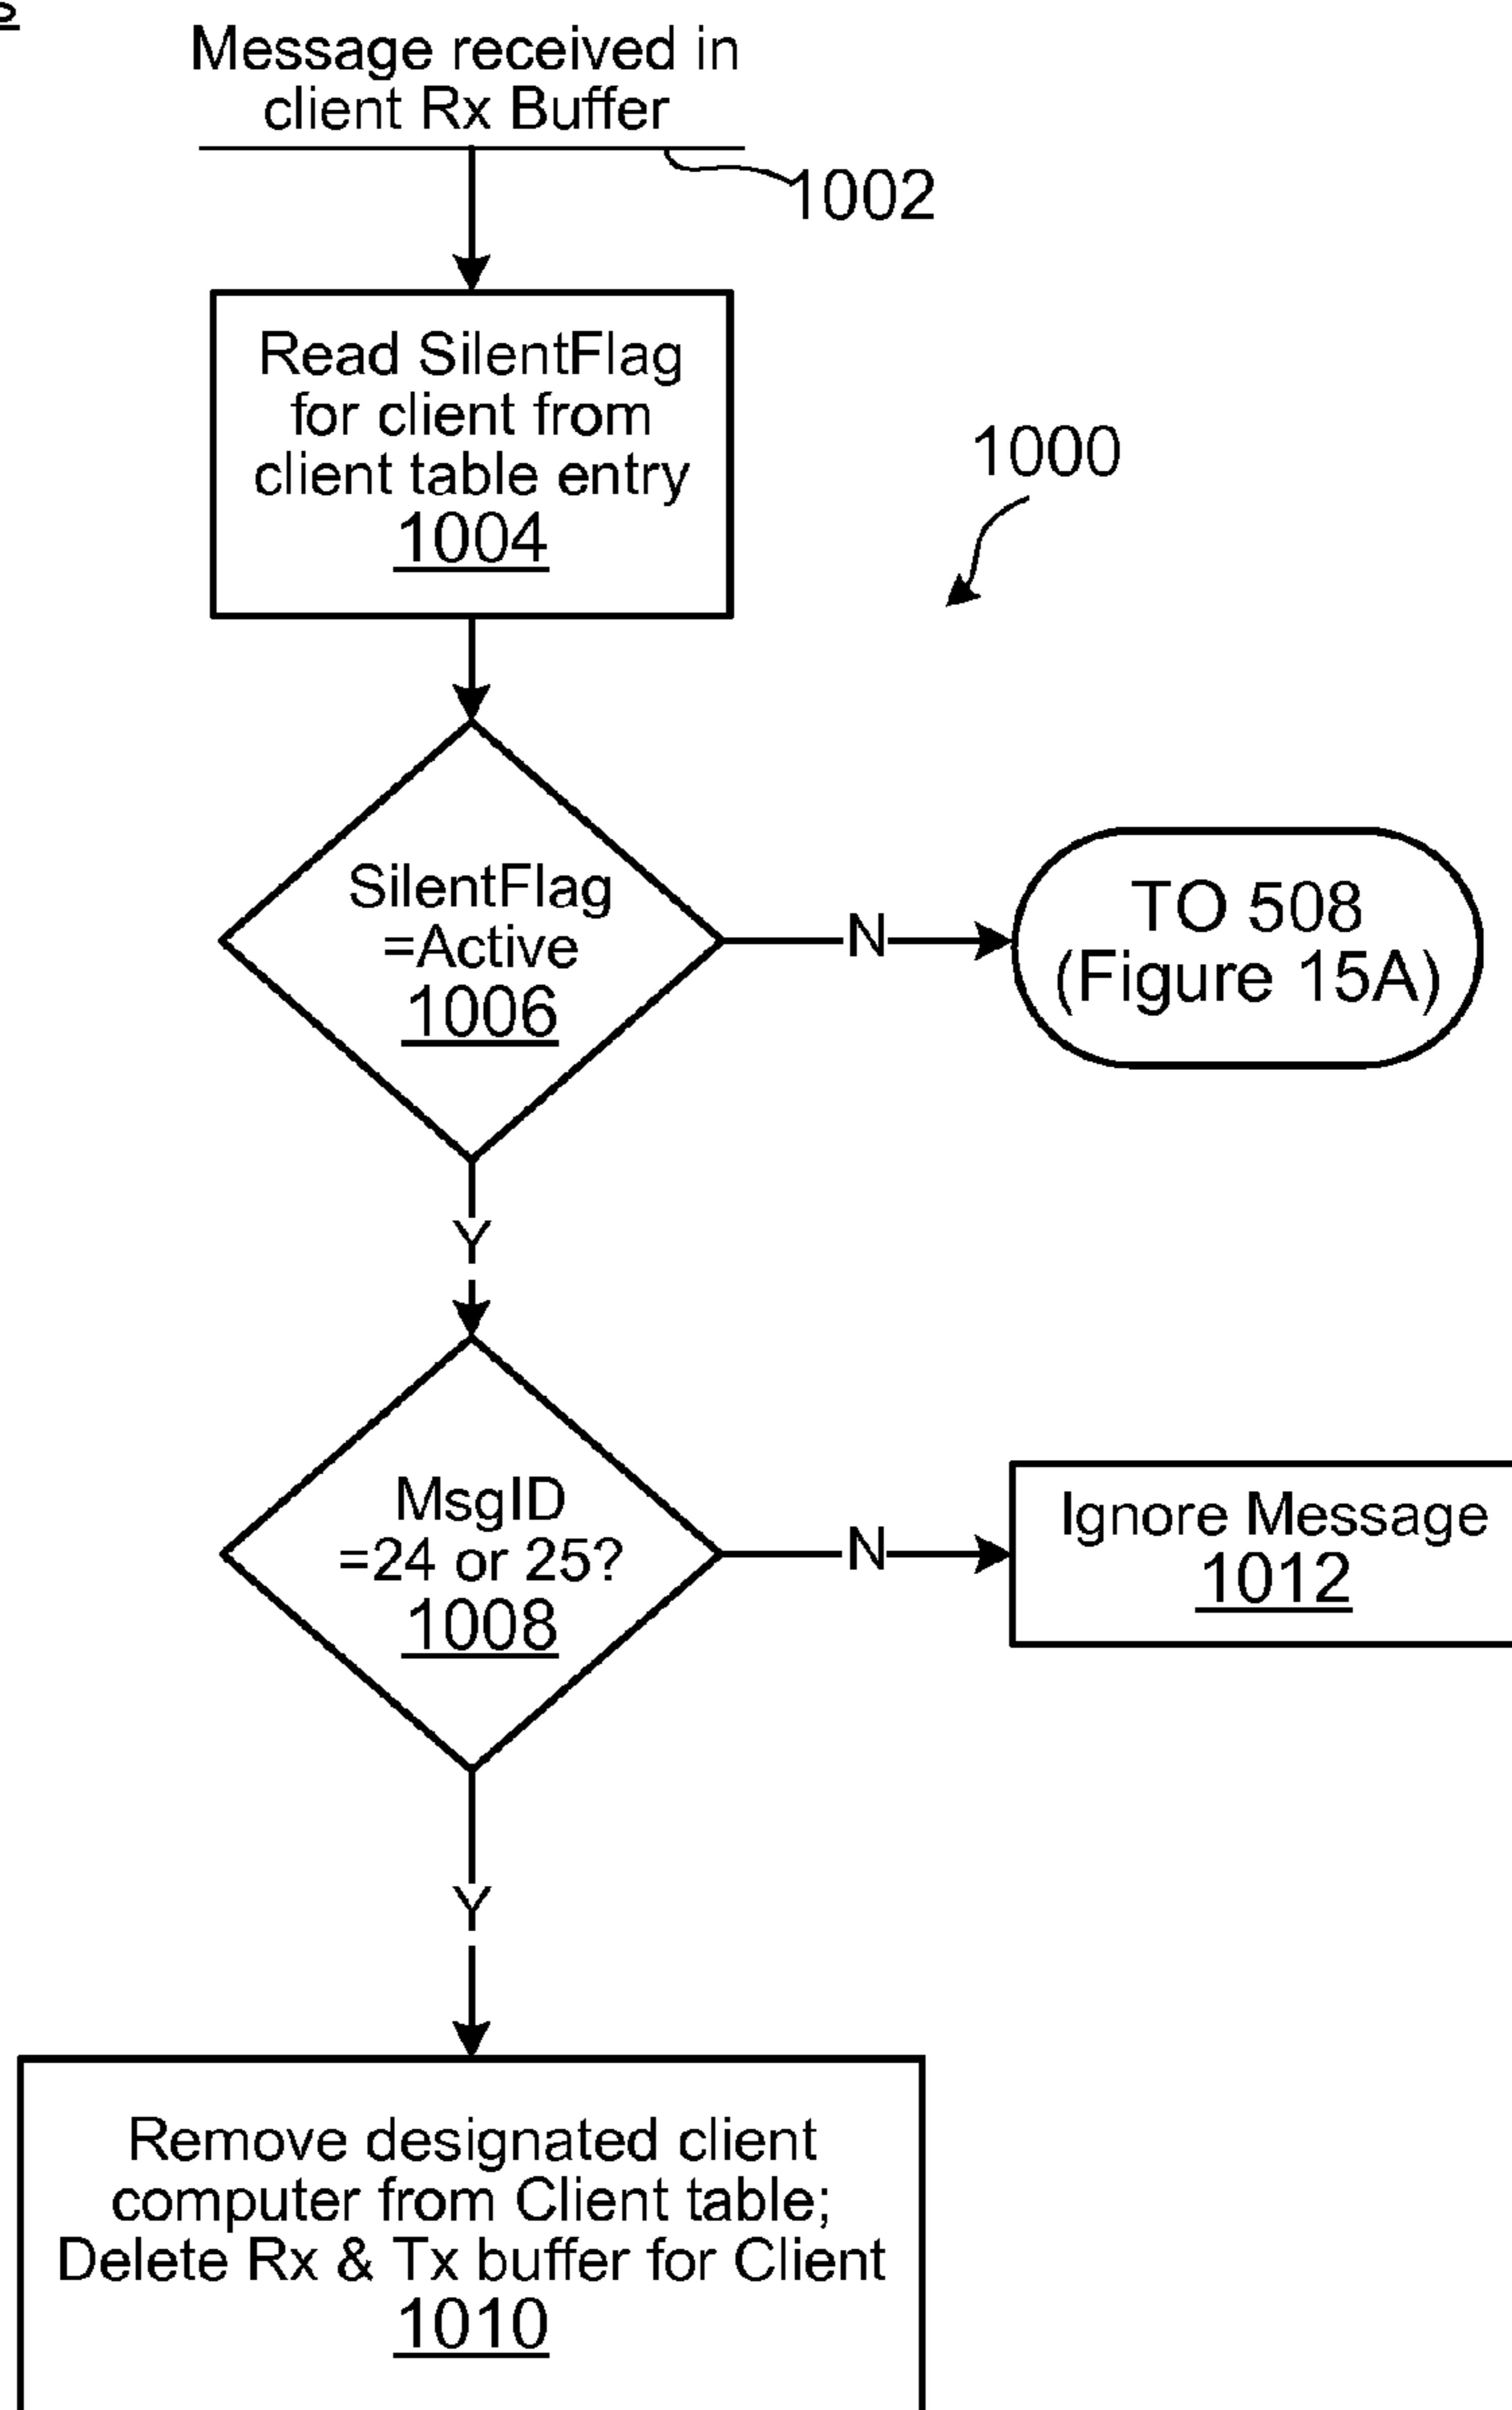 Message received in
client Rx Buffer
1002
Read SilentFlag
for client from
client table entry
1004
1000
SilentFlag
=Active
1006
N
TO 508
(Figure 15A)
Y
MsgID
=24 or 25?
1008
N
Ignore Message
1012
Y
Remove designated client
computer from Client table;
Delete Rx & Tx buffer for Client
1010